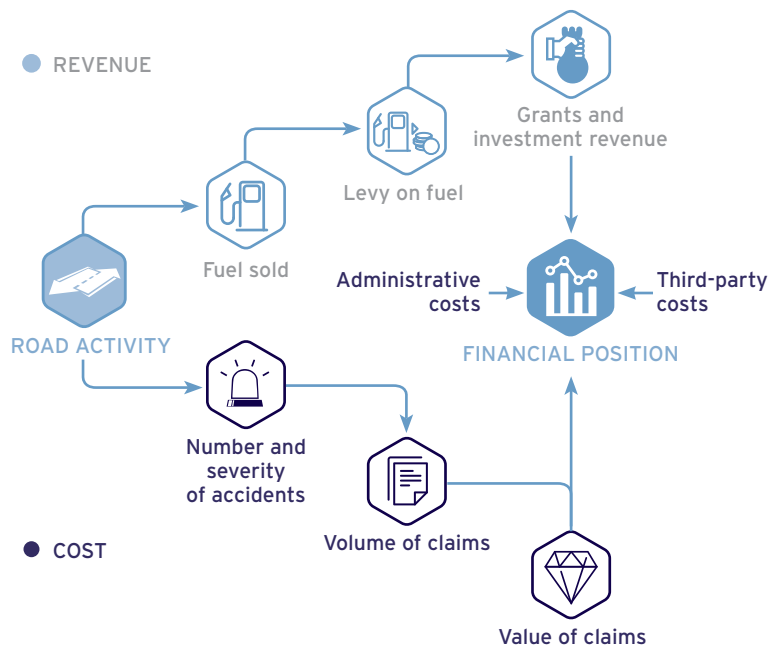 REVENUE
Grants and
investment revenue
Levy on fuel
Fuel sold
Administrative
costs
Third-party
costs
ROAD ACTIVITY
FINANCIAL POSITION
Number and
severity
of accidents
Volume of claims
COST
Value of claims